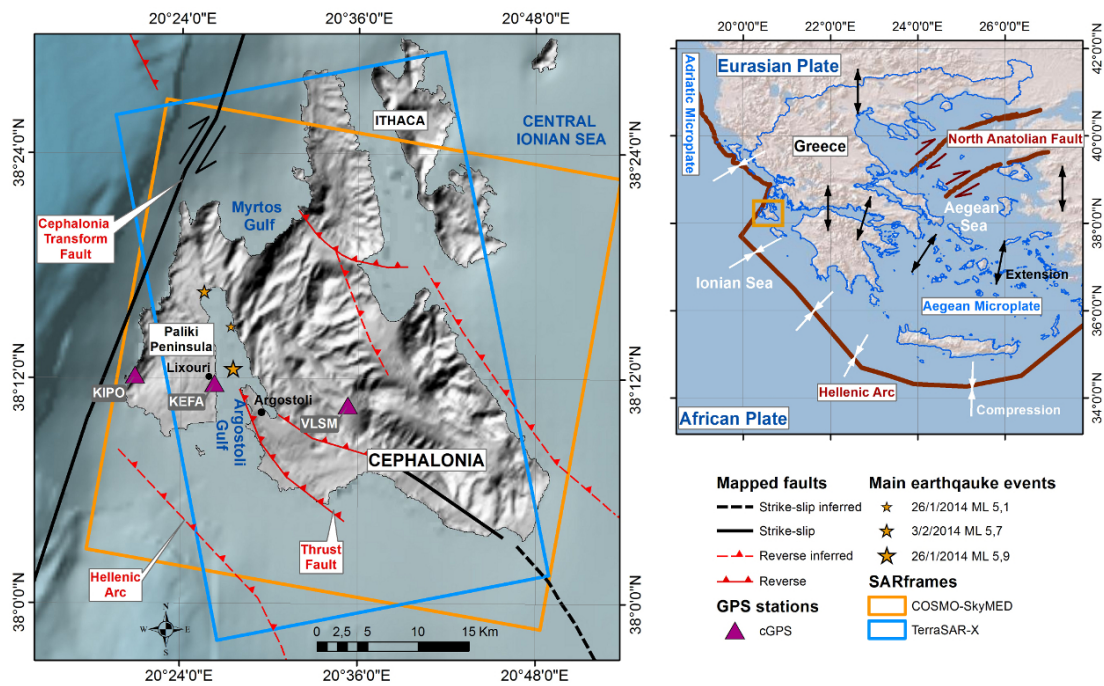 20°24'0"E
20°36'0"E
20°48'0"E
38°24'0"N
38°12'0"N
38°0'0"N
ITHACA
CENTRAL
IONIAN SEA
Myrtos
Gulf
Cephalonia
Transform
Fault
Paliki
Peninsula
Lixouri
KIPO
KEFA
Argostoli
Gulf
Argostoli
VLSM
CEPHALONIA
Thrust
Fault
Hellenic
Arc
N
W
E
S
0 2,5 5 10 15 Km
20°24'0"E
20°36'0"E
20°48'0"E
38°24'0"N
38°12'0"N
38°0'0"N
20°0'0"E
22°0'0"E
24°0'0"E
26°0'0"E
42°0'0"N
40°0'0"N
38°0'0"N
36°0'0"N
34°0'0"N
Eurasian Plate
Adriatic Microplate
Greece
North Anatolian Fault
Aegean
Sea
Ionian Sea
Extension
Aegean Microplate
Hellenic Arc
Compression
African Plate
Mapped faults
Strike-slip inferred
Strike-slip
Reverse inferred
Reverse
GPS stations
cGPS
Main earthqauke events
26/1/2014 ML 5,1
3/2/2014 ML 5,7
26/1/2014 ML 5,9
SARframes
COSMO-SkyMED
TerraSAR-X